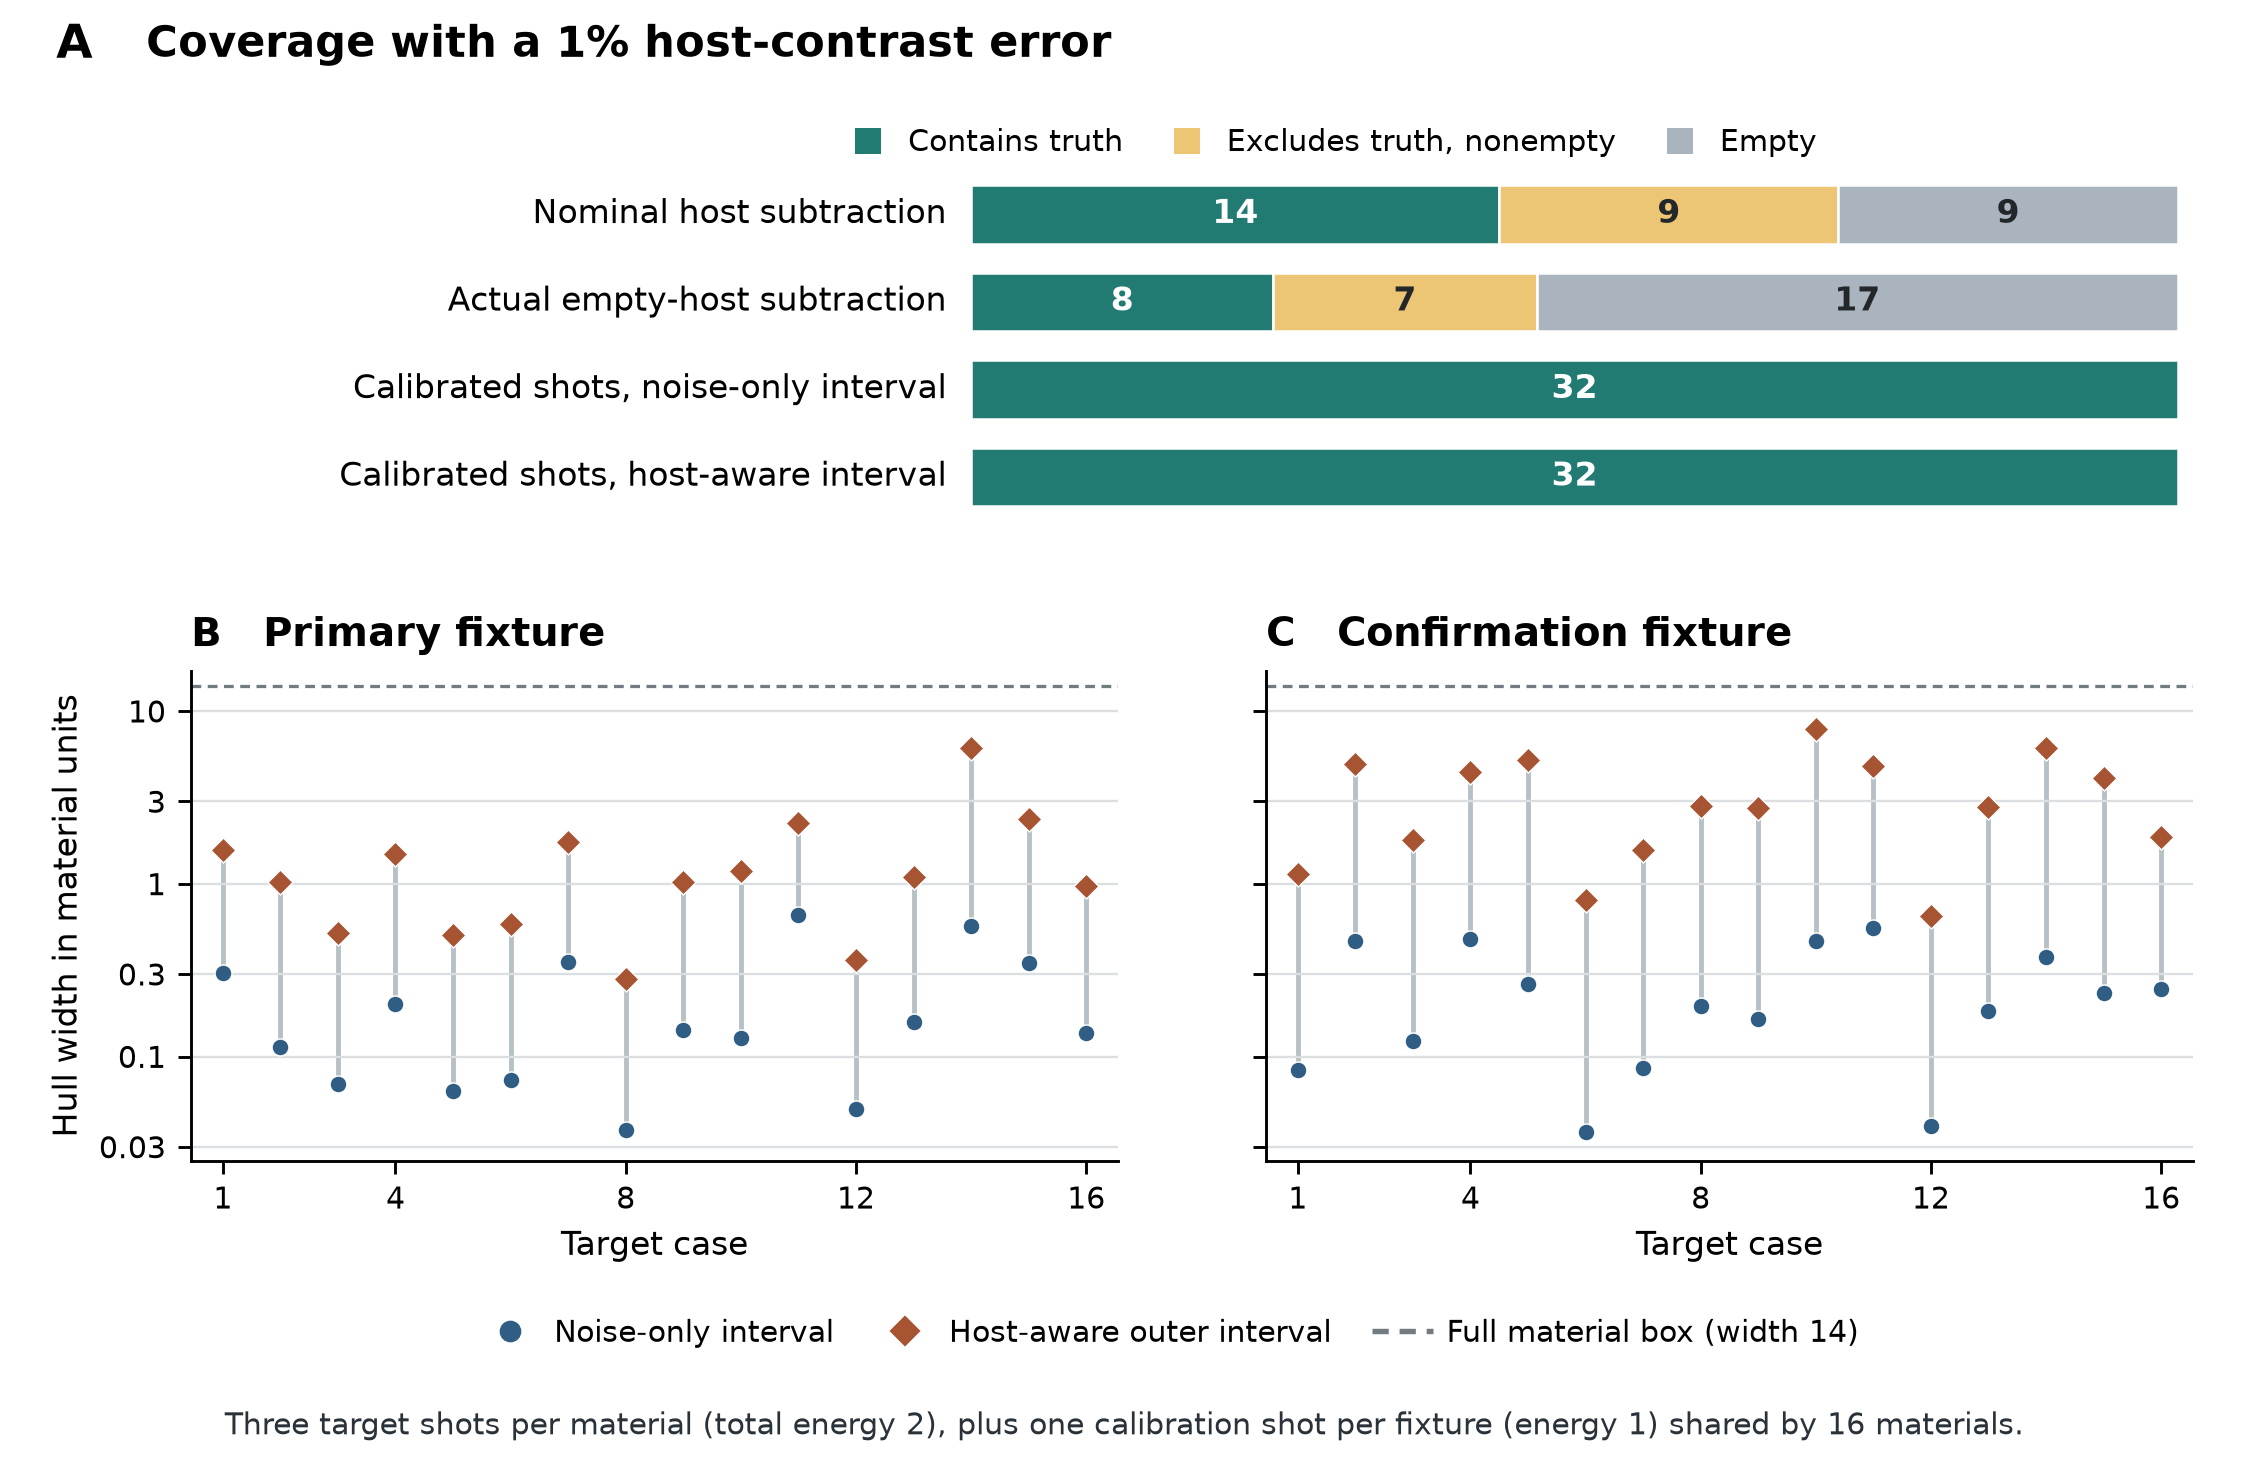 A Coverage with a 1% host-contrast error
Contains truth Excludes truth, nonempty Empty
Nominal host subtraction 14 9 9
Actual empty-host subtraction 8 7 17
Calibrated shots, noise-only interval 32
Calibrated shots, host-aware interval 32
B Primary fixture
Hull width in material units
10
3
1
0.3
0.1
0.03
1 4 8 12 16
Target case
C Confirmation fixture
1 4 8 12 16
Target case
Noise-only interval Host-aware outer interval Full material box (width 14)
Three target shots per material (total energy 2), plus one calibration shot per fixture (energy 1) shared by 16 materials.